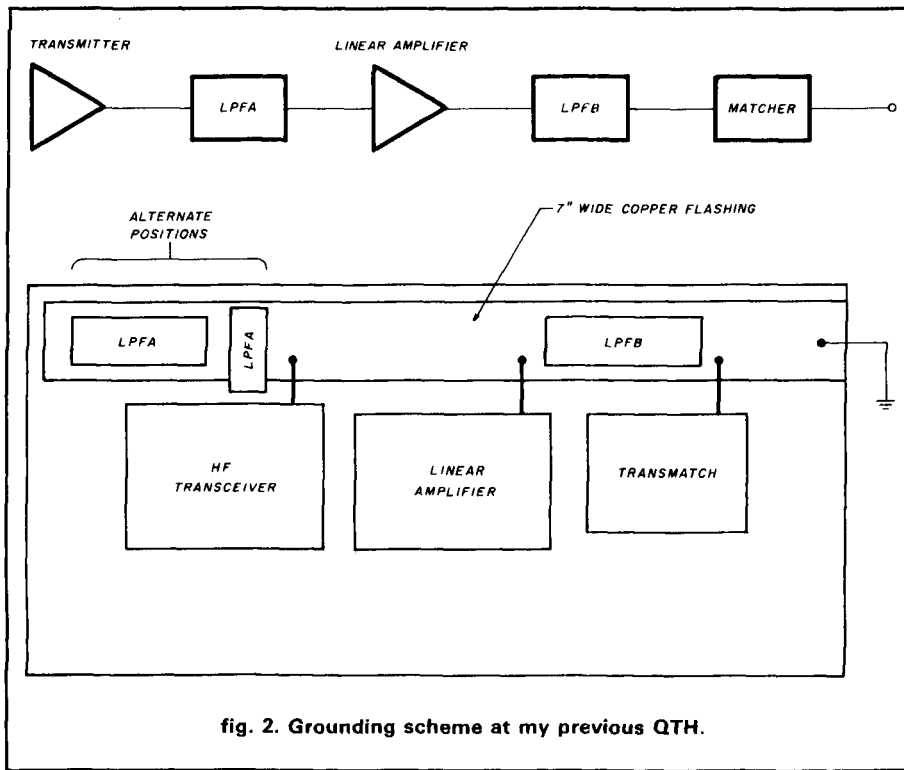 TRANSMITTER
LINEAR AMPLIFIER
LPFA
LPFB
MATCHER
ALTERNATE
POSITIONS
7" WIDE COPPER FLASHING
LPFA
LPFA
LPFB
HF
TRANSCEIVER
LINEAR
AMPLIFIER
TRANSMATCH
fig. 2. Grounding scheme at my previous QTH.